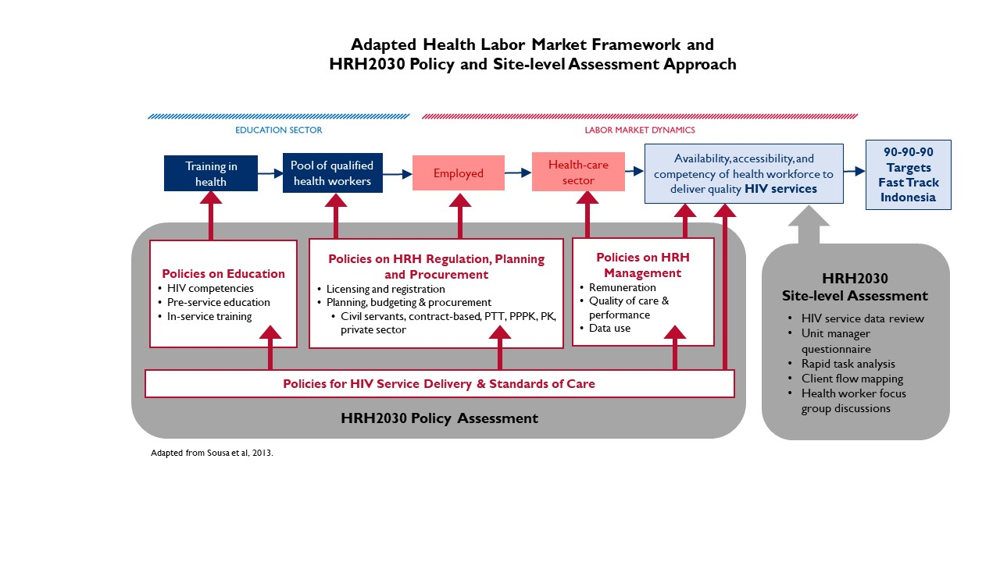 Adapted Health Labor Market Framework and
HRH2030 Policy and Site-level Assessment Approach
EDUCATION SECTOR
LABOR MARKET DYNAMICS
Training in
health
Pool of qualified
health workers
Employed
Health-care
sector
Availability, accessibility, and
competency of health workforce to
deliver quality HIV services
90-90-90
Targets
Fast Track
Indonesia
Policies on Education
• HIV competencies
• Pre-service education
• In-service training
Policies on HRH Regulation, Planning
and Procurement
• Licensing and registration
• Planning, budgeting & procurement
• Civil servants, contract-based, PTT, PPPK, PK,
private sector
Policies on HRH
Management
• Remuneration
• Quality of care &
performance
• Data use
Policies for HIV Service Delivery & Standards of Care
HRH2030 Policy Assessment
HRH2030
Site-level Assessment
• HIV service data review
• Unit manager
questionnaire
• Rapid task analysis
• Client flow mapping
• Health worker focus
group discussions
Adapted from Sousa et al, 2013.